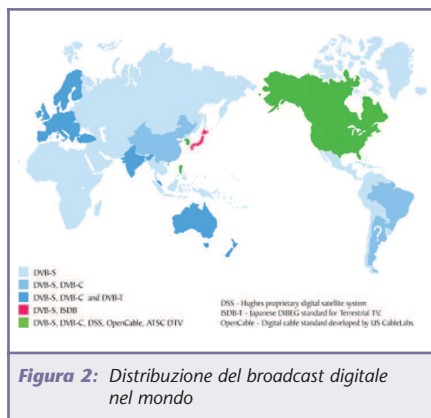 ?
DVB-S
DVB-S, DVB-C
DVB-S, DVB-C and DVB-T
DVB-S, ISDB
DVB-S, DVB-C, DSS, OpenCable, ATSC DTV
DSS - Hughes proprietary digital satellite system
ISDB-T - Japanese DIBEG standard for Terrestrial TV.
OpenCable - Digital cable standard developed by US CableLabs
Figura 2: Distribuzione del broadcast digitale
nel mondo